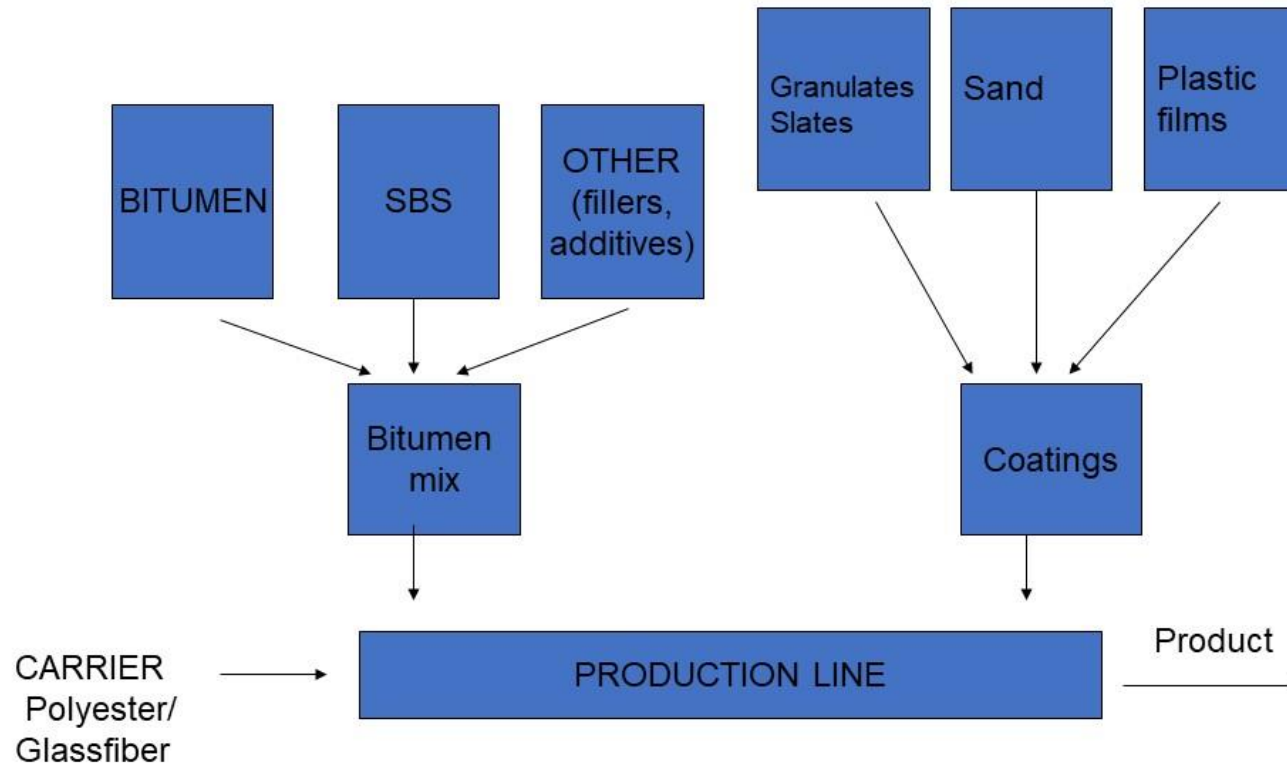 Granulates
Slates
Sand
Plastic
films
BITUMEN
SBS
OTHER
(fillers,
additives)
Bitumen
mix
Coatings
CARRIER
Polyester/
Glassfiber
PRODUCTION LINE
Product